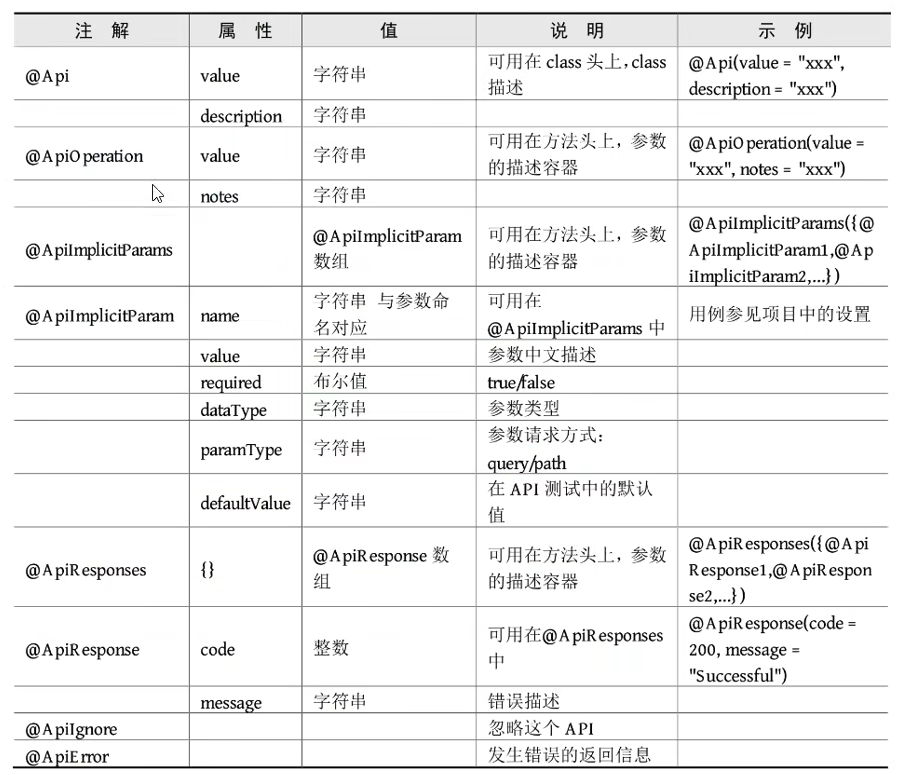 注 解 属 性 值 说 明 示 例
@Api value 字符串 可用在 class 头上，class 描述 @Api(value = "xxx", description = "xxx")
description 字符串
@ApiOperation value 字符串 可用在方法头上，参数的描述容器 @ApiOperation(value = "xxx", notes = "xxx")
notes 字符串
@ApiImplicitParams @ApiImplicitParam 数组 可用在方法头上，参数的描述容器 @ApiImplicitParams({@ApiImplicitParam1,@ApiImplicitParam2,...})
@ApiImplicitParam name 字符串 与参数命名对应 可用在 @ApiImplicitParams 中 用例参见项目中的设置
value 字符串 参数中文描述
required 布尔值 true/false
dataType 字符串 参数类型
paramType 字符串 参数请求方式：query/path
defaultValue 字符串 在 API 测试中的默认值
@ApiResponses {} @ApiResponse 数组 可用在方法头上，参数的描述容器 @ApiResponses({@ApiResponse1,@ApiResponse2,...})
@ApiResponse code 整数 可用在@ApiResponses 中 @ApiResponse(code = 200, message = "Successful")
message 字符串 错误描述
@ApiIgnore 忽略这个 API
@ApiError 发生错误的返回信息